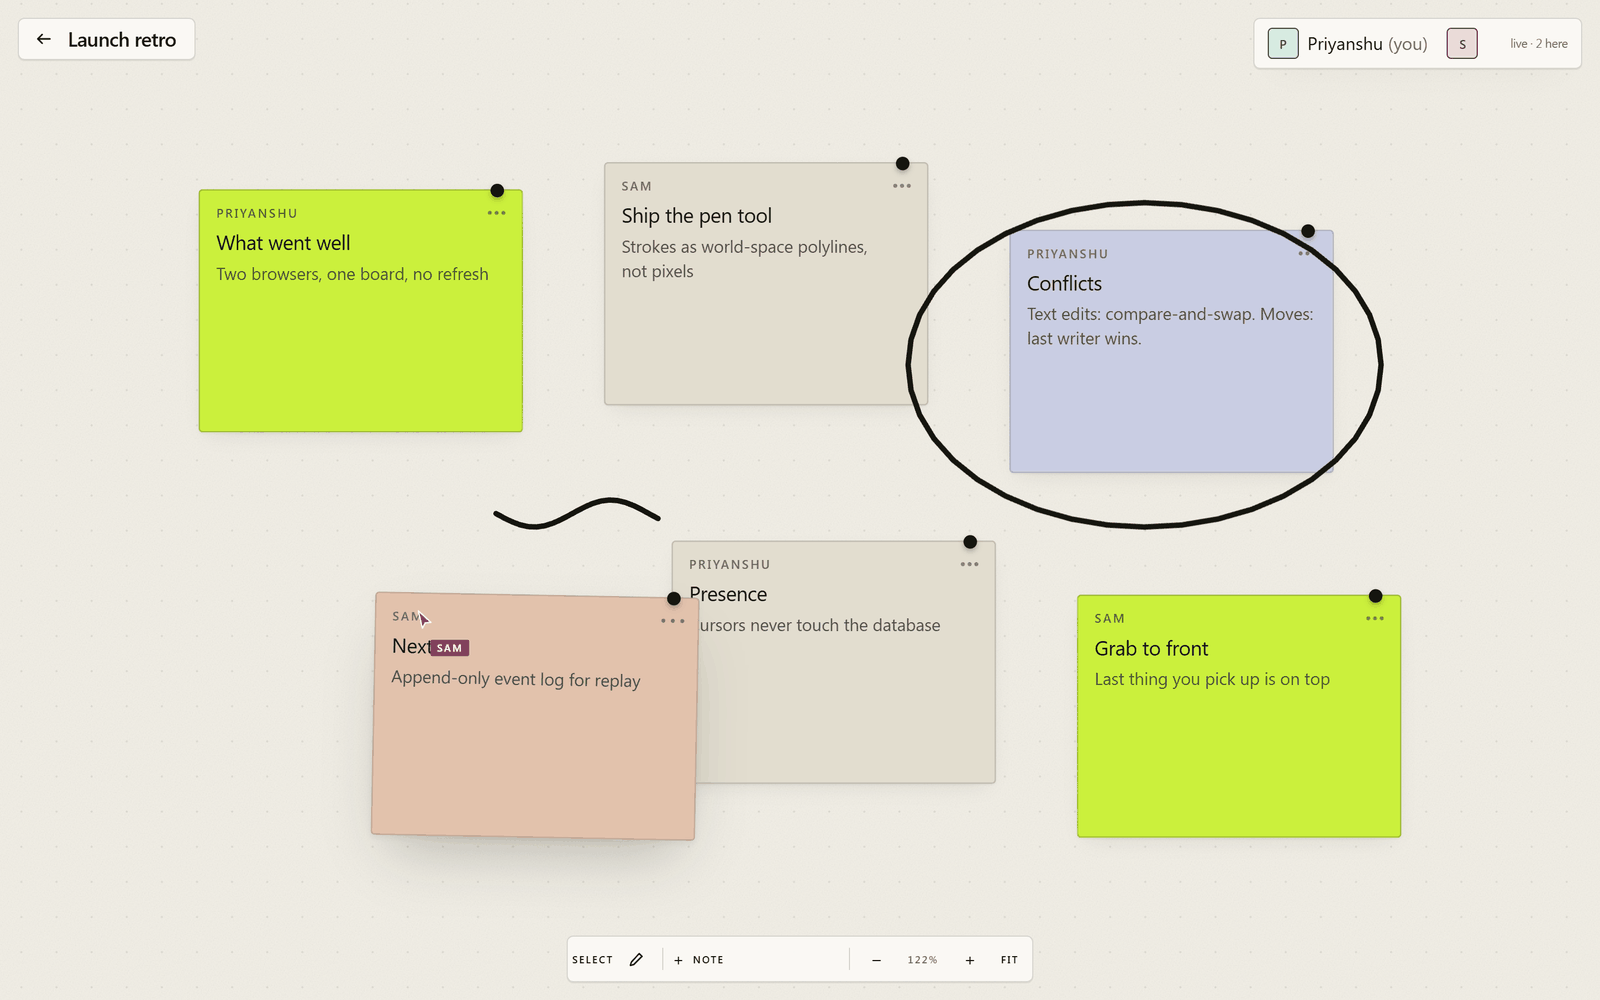 Launch retro
P Priyanshu (you) S live · 2 here
PRIYANSHU
What went well
Two browsers, one board, no refresh
SAM
Ship the pen tool
Strokes as world-space polylines,
not pixels
PRIYANSHU
Conflicts
Text edits: compare-and-swap. Moves:
last writer wins.
SAM
Next
SAM
Append-only event log for replay
PRIYANSHU
Presence
ursors never touch the database
SAM
Grab to front
Last thing you pick up is on top
SELECT + NOTE − 122% + FIT